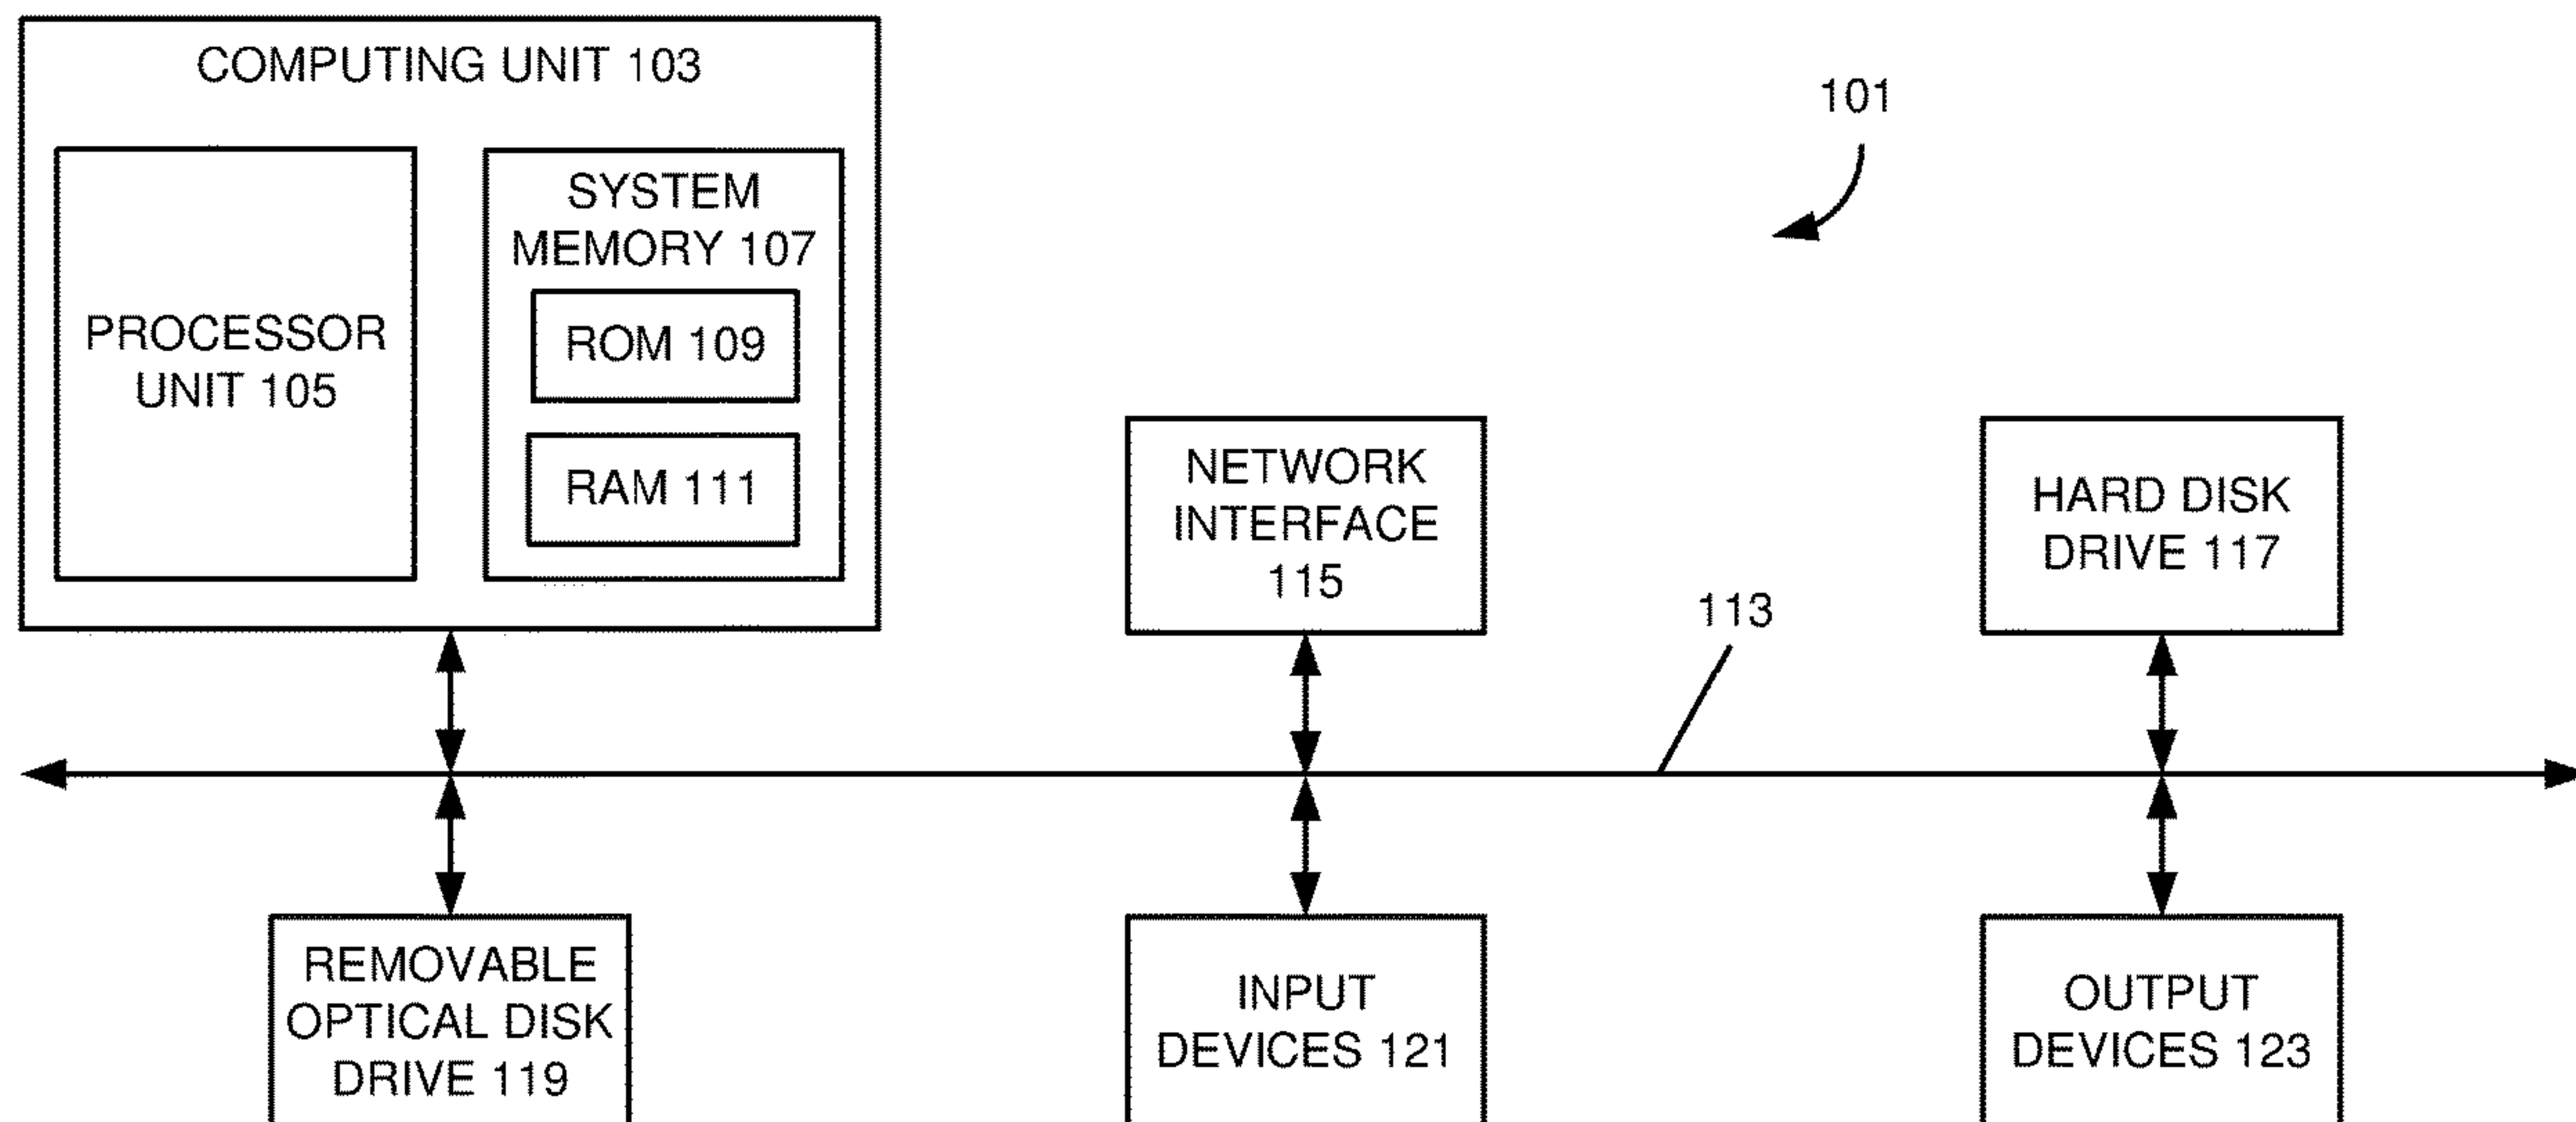 COMPUTING UNIT 103
101
SYSTEM
MEMORY 107
PROCESSOR
UNIT 105
ROM 109
RAM 111
NETWORK
INTERFACE
115
HARD DISK
DRIVE 117
113
REMOVABLE
OPTICAL DISK
DRIVE 119
INPUT
DEVICES 121
OUTPUT
DEVICES 123